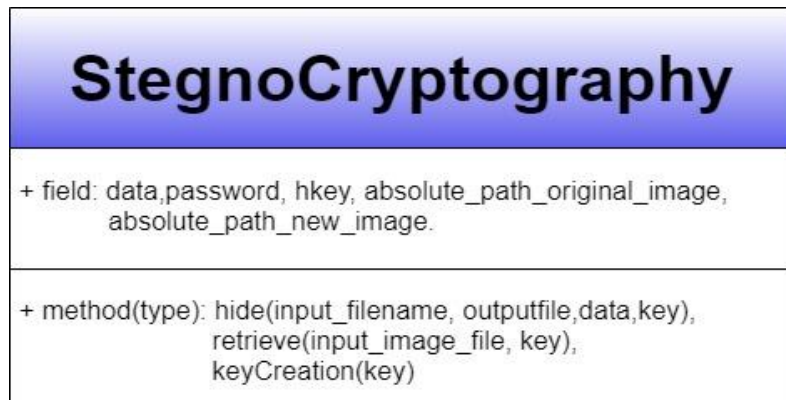 StegnoCryptography
+ field: data,password, hkey, absolute_path_original_image,
absolute_path_new_image.
+ method(type): hide(input_filename, outputfile,data,key),
retrieve(input_image_file, key),
keyCreation(key)